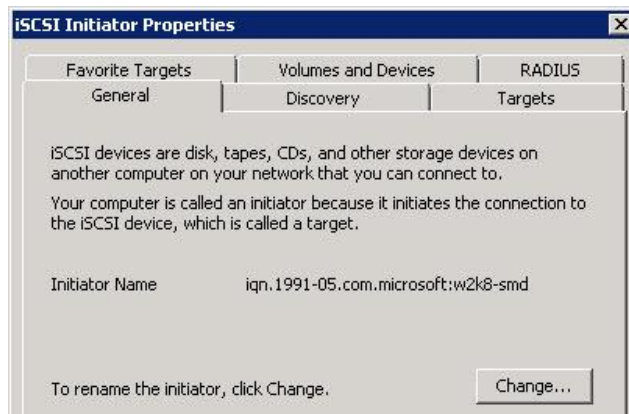 iSCSI Initiator Properties
Favorite Targets
Volumes and Devices
RADIUS
General
Discovery
Targets
iSCSI devices are disk, tapes, CDs, and other storage devices on
another computer on your network that you can connect to.
Your computer is called an initiator because it initiates the connection to
the iSCSI device, which is called a target.
Initiator Name
iqn.1991-05.com.microsoft:w2k8-smd
To rename the initiator, click Change.
Change...